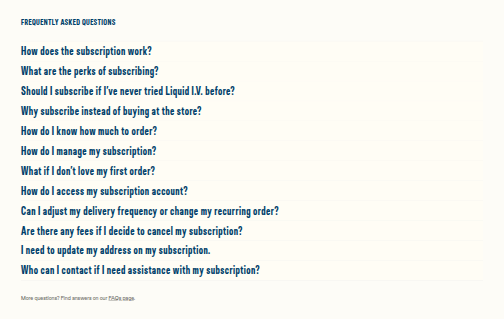 FREQUENTLY ASKED QUESTIONS
How does the subscription work?
What are the perks of subscribing?
Should I subscribe if I've never tried Liquid I.V. before?
Why subscribe instead of buying at the store?
How do I know how much to order?
How do I manage my subscription?
What if I don't love my first order?
How do I access my subscription account?
Can I adjust my delivery frequency or change my recurring order?
Are there any fees if I decide to cancel my subscription?
I need to update my address on my subscription.
Who can I contact if I need assistance with my subscription?
More questions? Find answers on our FAQs page.